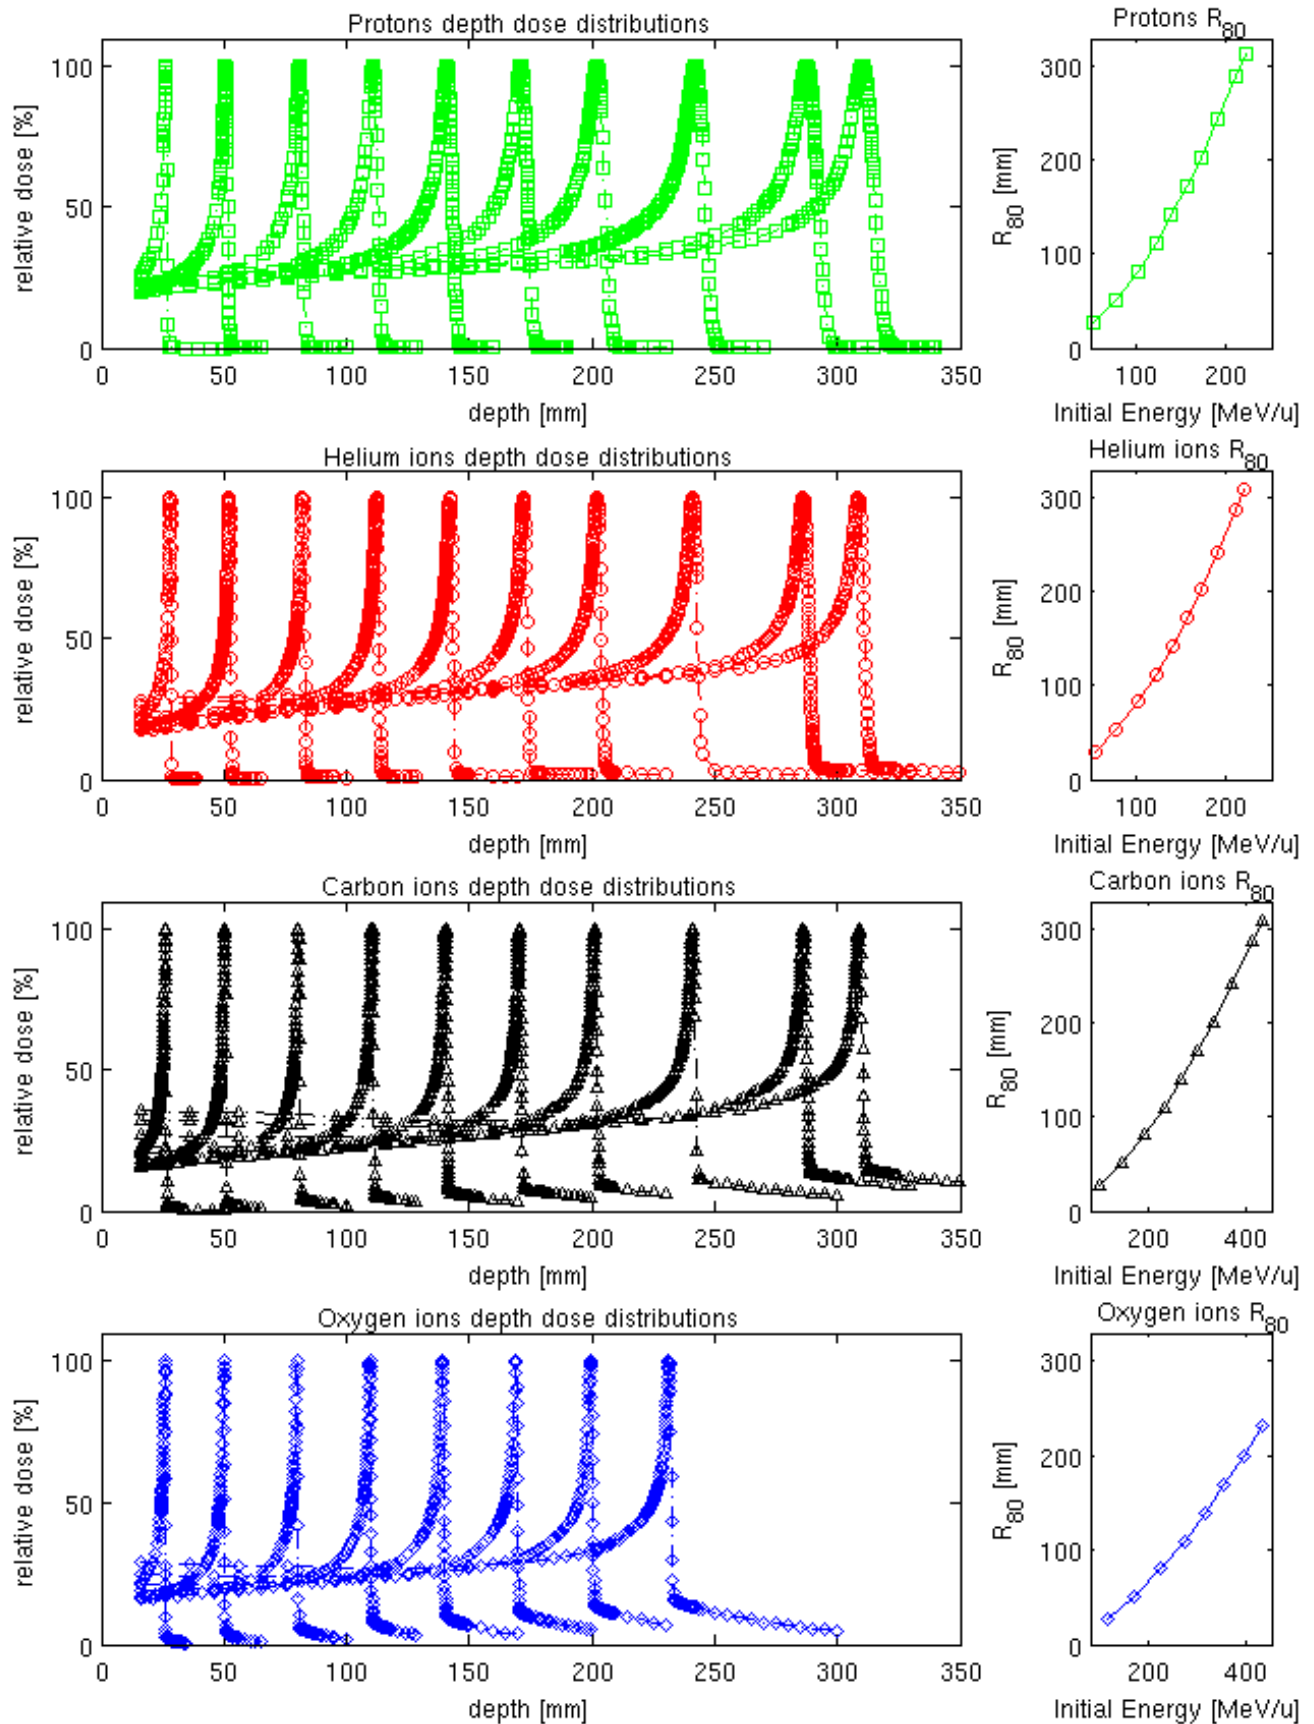 Protons depth dose distributions
100
50
0
0 50 100 150 200 250 300 350
relative dose [%]
depth [mm]
Protons R80
300
200
100
0
100 200
R80 [mm]
Initial Energy [MeV/u]
Helium ions depth dose distributions
100
50
0
0 50 100 150 200 250 300 350
relative dose [%]
depth [mm]
Helium ions R80
300
200
100
0
100 200
R80 [mm]
Initial Energy [MeV/u]
Carbon ions depth dose distributions
100
50
0
0 50 100 150 200 250 300 350
relative dose [%]
depth [mm]
Carbon ions R80
300
200
100
0
200 400
R80 [mm]
Initial Energy [MeV/u]
Oxygen ions depth dose distributions
100
50
0
0 50 100 150 200 250 300 350
relative dose [%]
depth [mm]
Oxygen ions R80
300
200
100
0
200 400
R80 [mm]
Initial Energy [MeV/u]